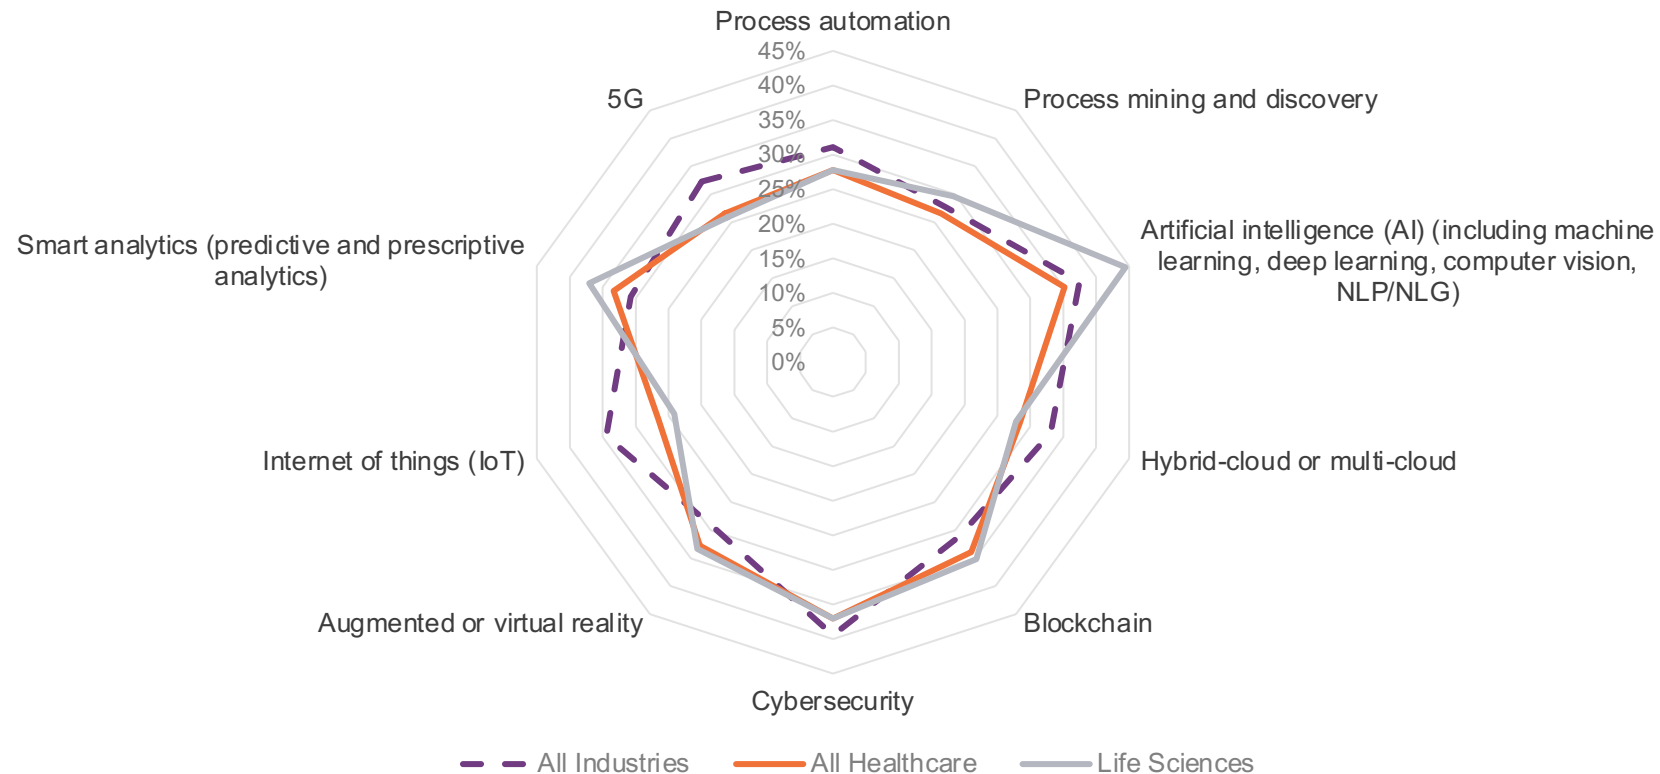 Process automation
45%
40%
35%
30%
25%
20%
15%
10%
5%
0%
5G
Process mining and discovery
Smart analytics (predictive and prescriptive
analytics)
Artificial intelligence (AI) (including machine
learning, deep learning, computer vision,
NLP/NLG)
Internet of things (IoT)
Hybrid-cloud or multi-cloud
Augmented or virtual reality
Blockchain
Cybersecurity
All Industries
All Healthcare
Life Sciences